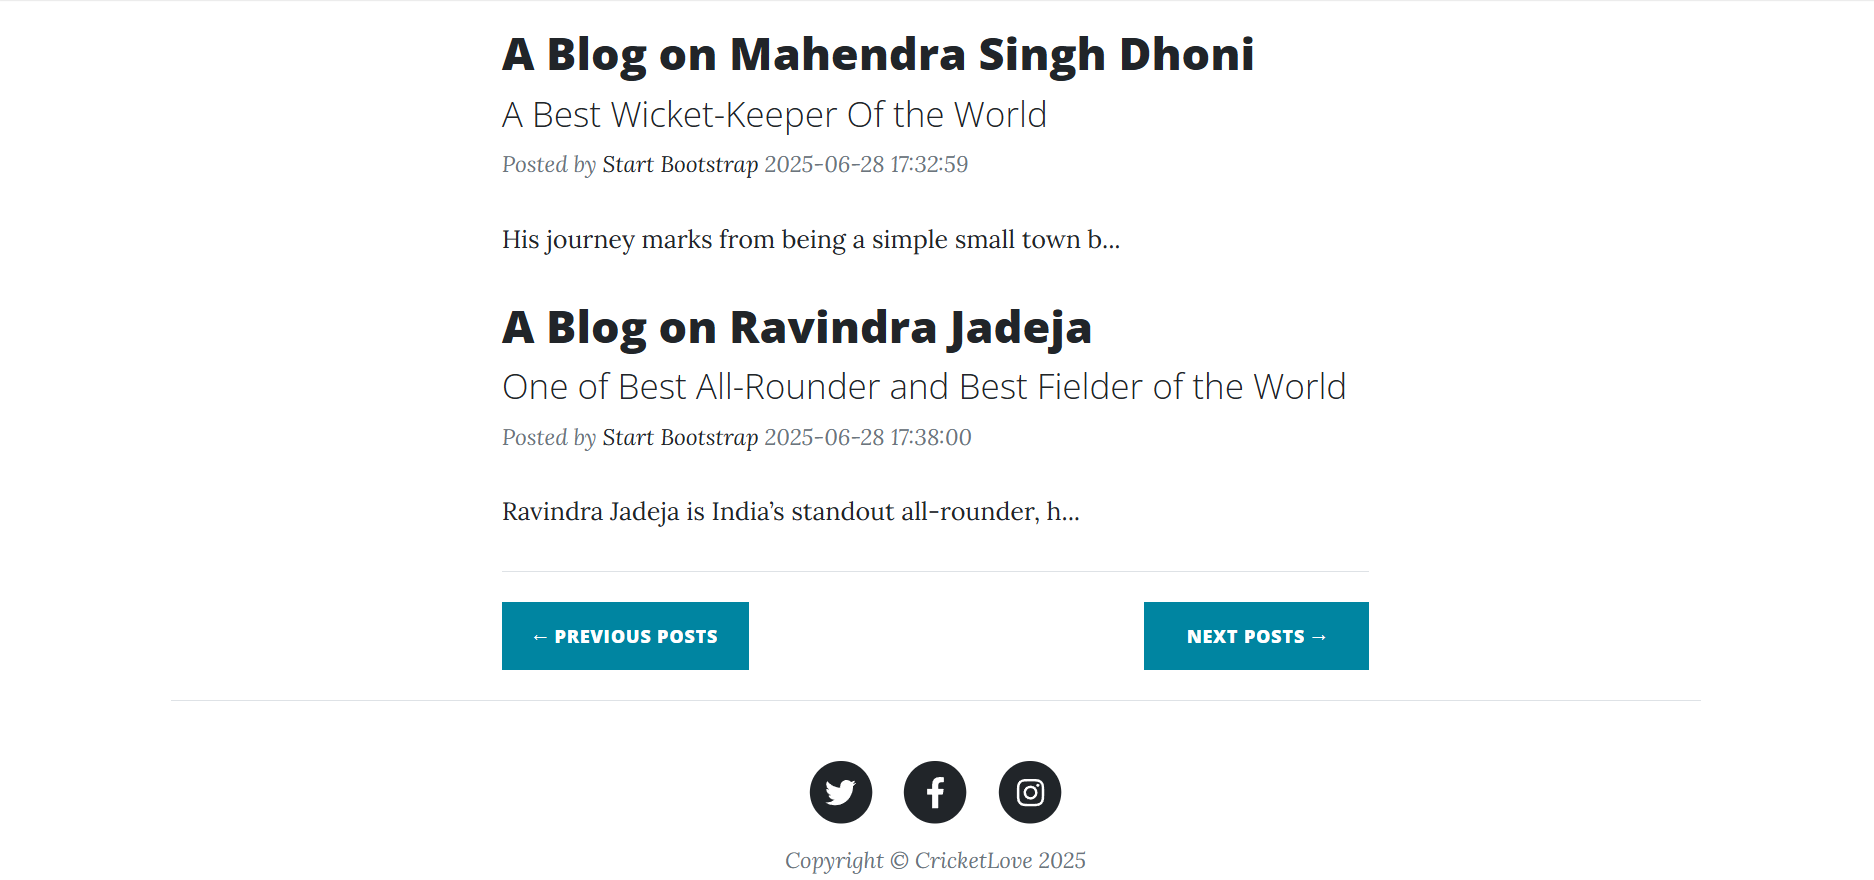 A Blog on Mahendra Singh Dhoni
A Best Wicket-Keeper Of the World
Posted by Start Bootstrap 2025-06-28 17:32:59
His journey marks from being a simple small town b...
A Blog on Ravindra Jadeja
One of Best All-Rounder and Best Fielder of the World
Posted by Start Bootstrap 2025-06-28 17:38:00
Ravindra Jadeja is India’s standout all-rounder, h...
← PREVIOUS POSTS
NEXT POSTS →
Copyright © CricketLove 2025